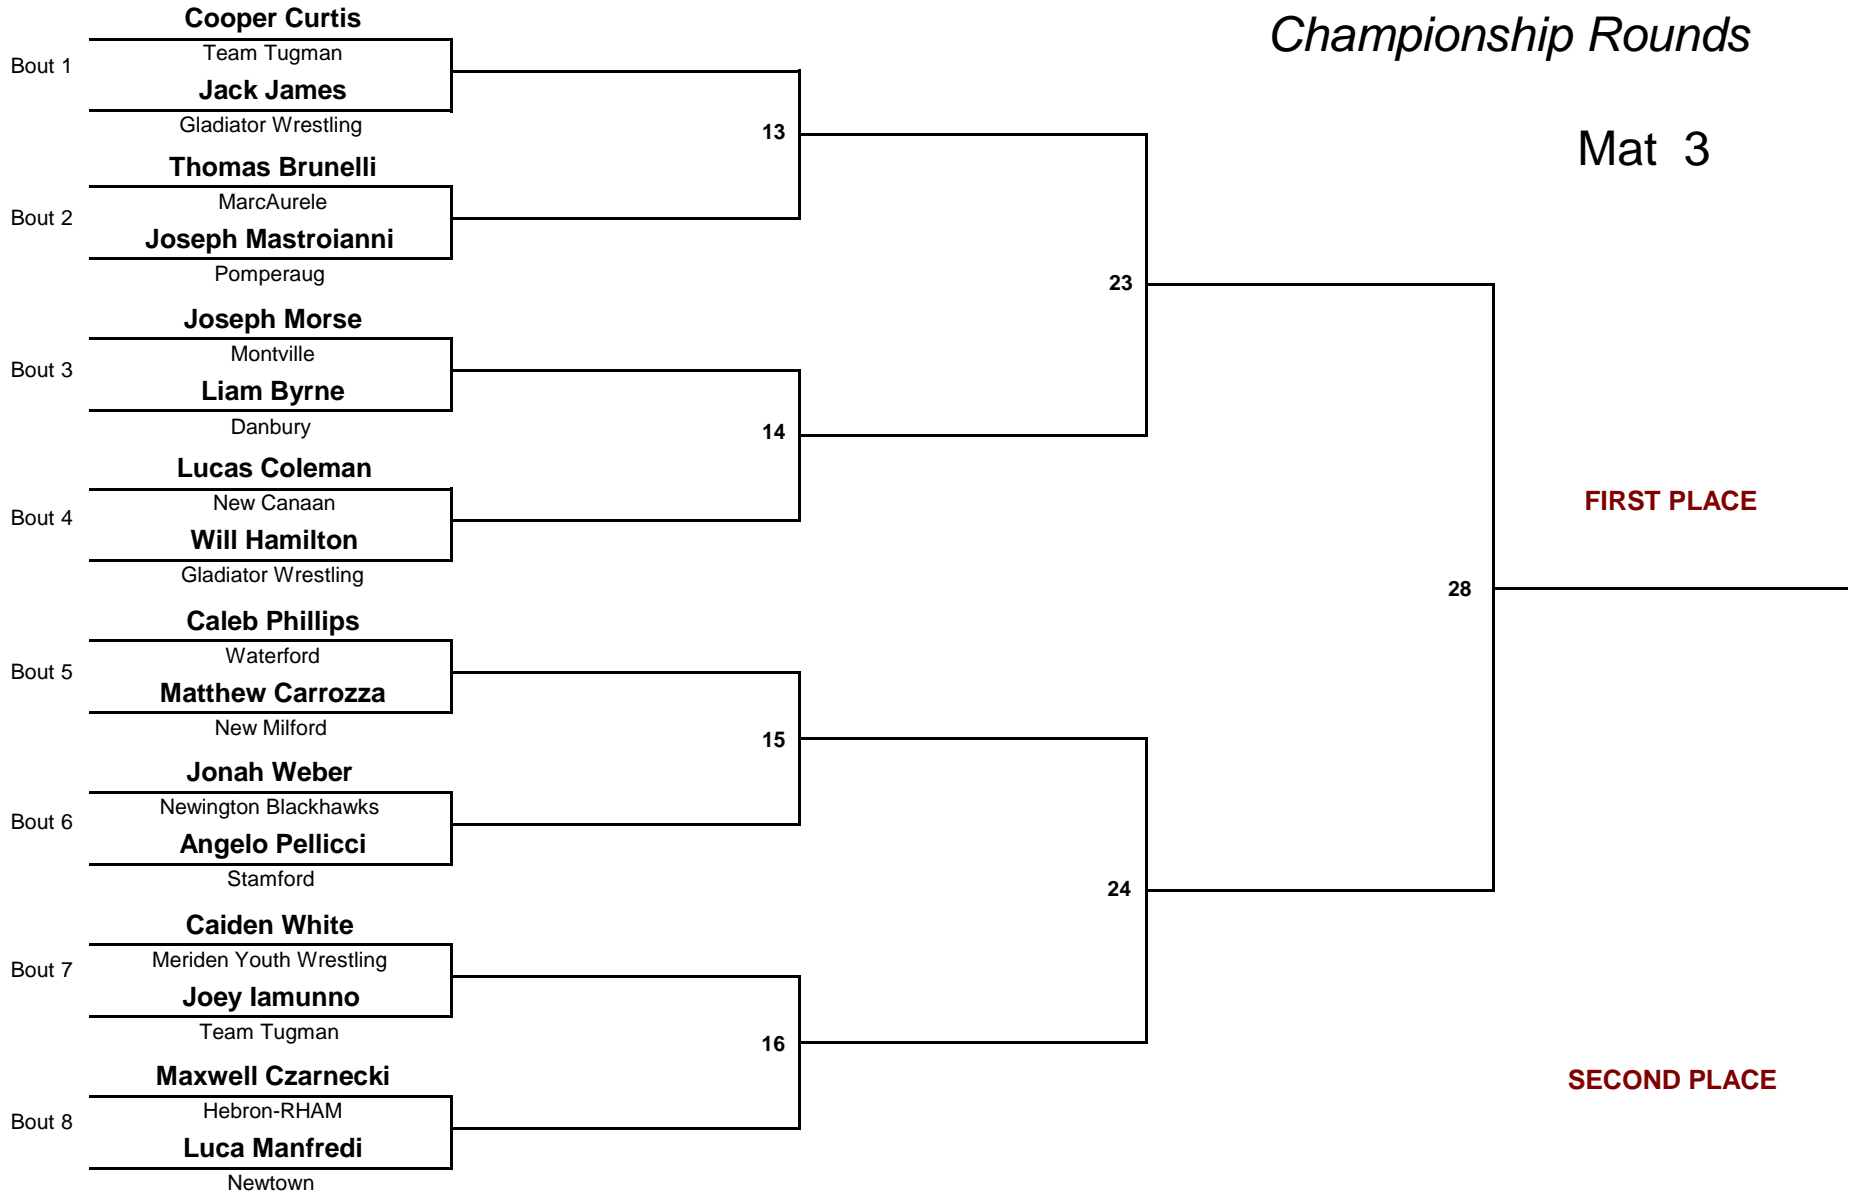 Championship Rounds
Mat 3
Cooper Curtis
Bout 1
Team Tugman
Jack James
Gladiator Wrestling
13
Thomas Brunelli
Bout 2
MarcAurele
Joseph Mastroianni
Pomperaug
23
Joseph Morse
Bout 3
Montville
Liam Byrne
Danbury
14
Lucas Coleman
Bout 4
New Canaan
Will Hamilton
Gladiator Wrestling
FIRST PLACE
28
Caleb Phillips
Bout 5
Waterford
Matthew Carrozza
New Milford
15
Jonah Weber
Bout 6
Newington Blackhawks
Angelo Pellicci
Stamford
24
Caiden White
Bout 7
Meriden Youth Wrestling
Joey Iamunno
Team Tugman
16
Maxwell Czarnecki
Bout 8
Hebron-RHAM
Luca Manfredi
Newtown
SECOND PLACE